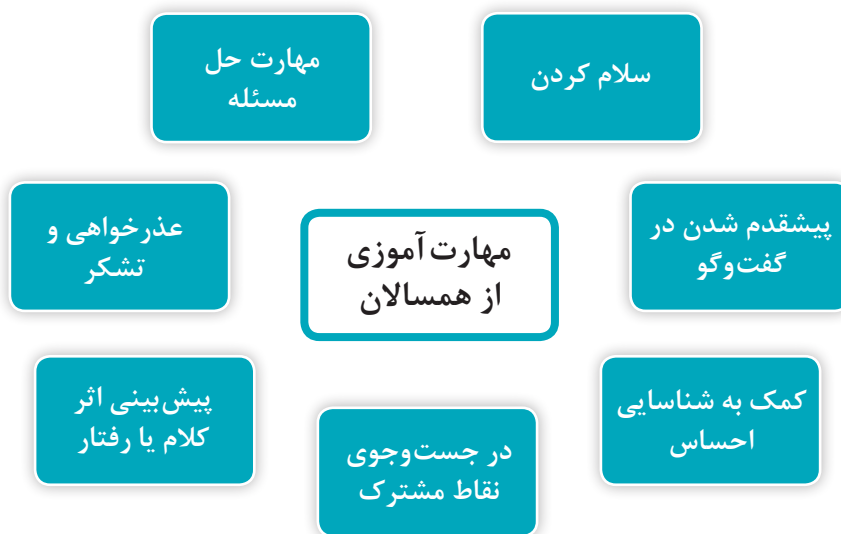 سلام کردن
مهارت حل
مسئله
پیشقدم شدن در
گفت‌وگو
عذرخواهی و
تشکر
مهارت‌آموزی
از همسالان
کمک به شناسایی
احساس
پیش‌بینی اثر
کلام یا رفتار
در جست‌وجوی
نقاط مشترک